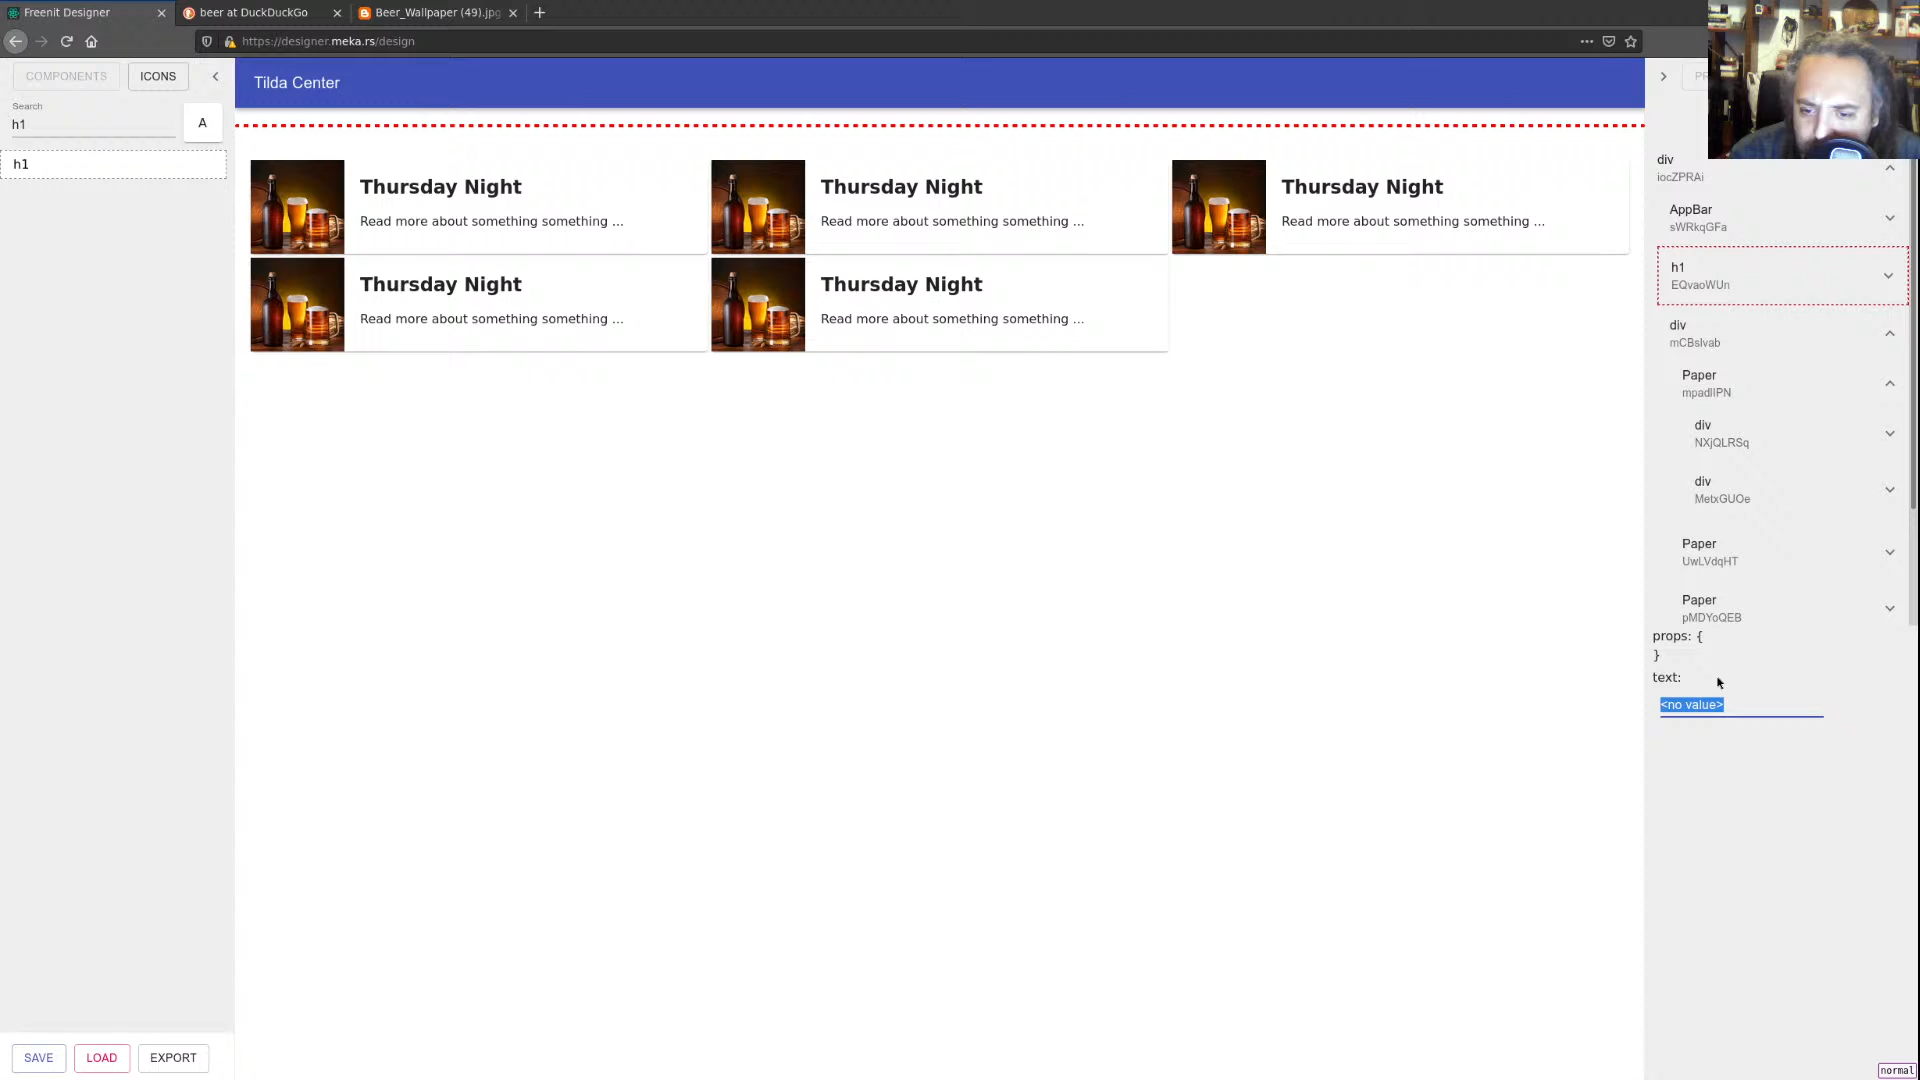 Freenit Designer
beer at DuckDuckGo
Beer_Wallpaper (49).jpg
https://designer.meka.rs/design
COMPONENTS
ICONS
Search
h1
A
h1
Tilda Center
Thursday Night
Read more about something something ...
Thursday Night
Read more about something something ...
Thursday Night
Read more about something something ...
Thursday Night
Read more about something something ...
Thursday Night
Read more about something something ...
div
iocZPRAi
AppBar
sWRkqGFa
h1
EQvaoWUn
div
mCBslvab
Paper
mpadlIPN
div
NXjQLRSq
div
MetxGUOe
Paper
UwLVdqHT
Paper
pMDYoQEB
props: {
}
text:
<no value>
SAVE
LOAD
EXPORT
normal